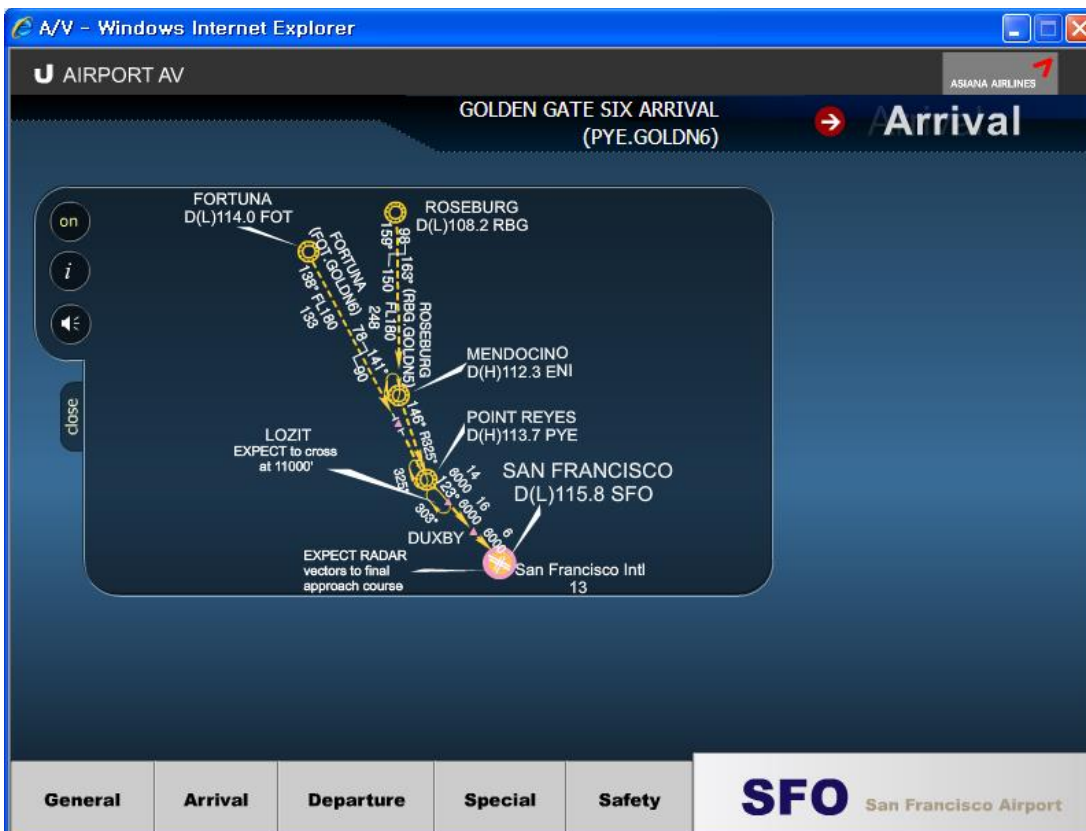 A/V - Windows Internet Explorer
U AIRPORT AV
ASIANA AIRLINES
GOLDEN GATE SIX ARRIVAL
(PYE.GOLDN6)
Arrival
on
i
close
FORTUNA
D(L)114.0 FOT
ROSEBURG
D(L)108.2 RBG
FORTUNA
(FOT.GOLDN6)
138° FL180
133
78
141°
90
159°
150
FL180
248
98
163°
(RBG.GOLDN5)
ROSEBURG
MENDOCINO
D(H)112.3 ENI
146°
R325°
POINT REYES
D(H)113.7 PYE
LOZIT
EXPECT to cross
at 11000'
325°
303°
14
6000
123°
16
6000
6
6000
SAN FRANCISCO
D(L)115.8 SFO
DUXBY
EXPECT RADAR
vectors to final
approach course
San Francisco Intl
13
General
Arrival
Departure
Special
Safety
SFO San Francisco Airport